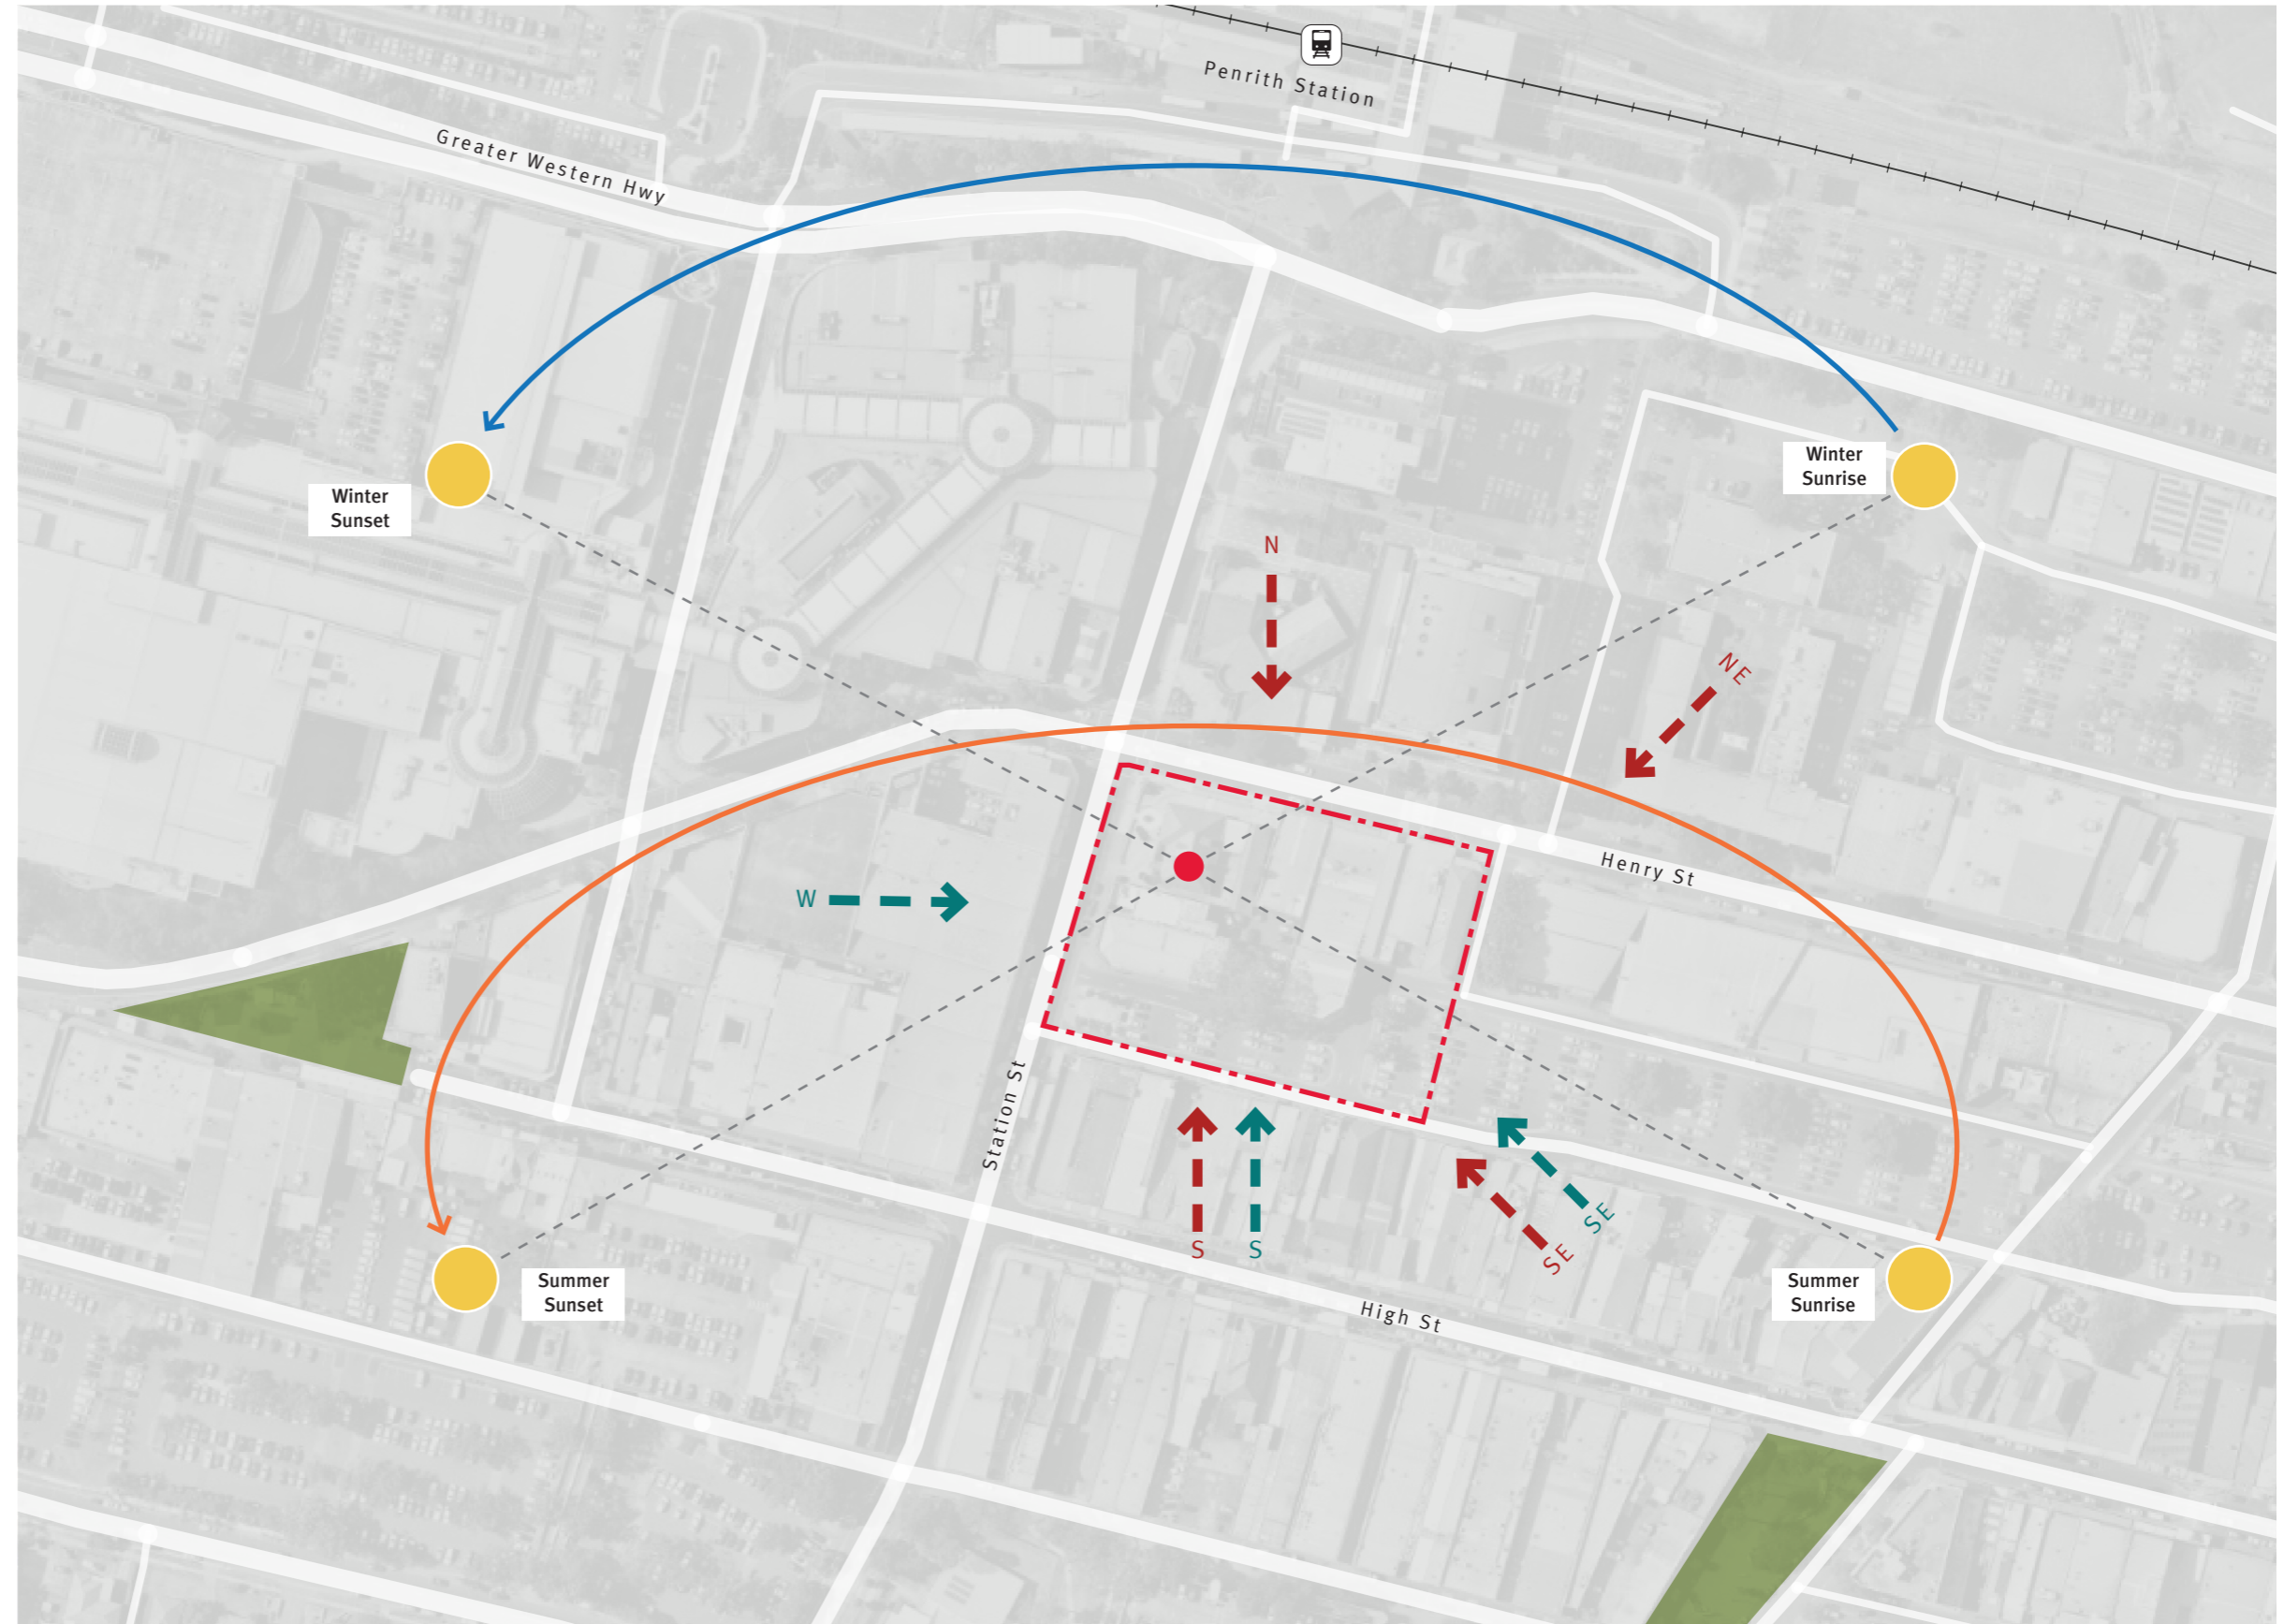 Penrith Station
Greater Western Hwy
Winter
Sunrise
Winter
Sunset
N
NE
Henry St
W
Station St
S
S
SE
SE
Summer
Sunset
Summer
Sunrise
High St